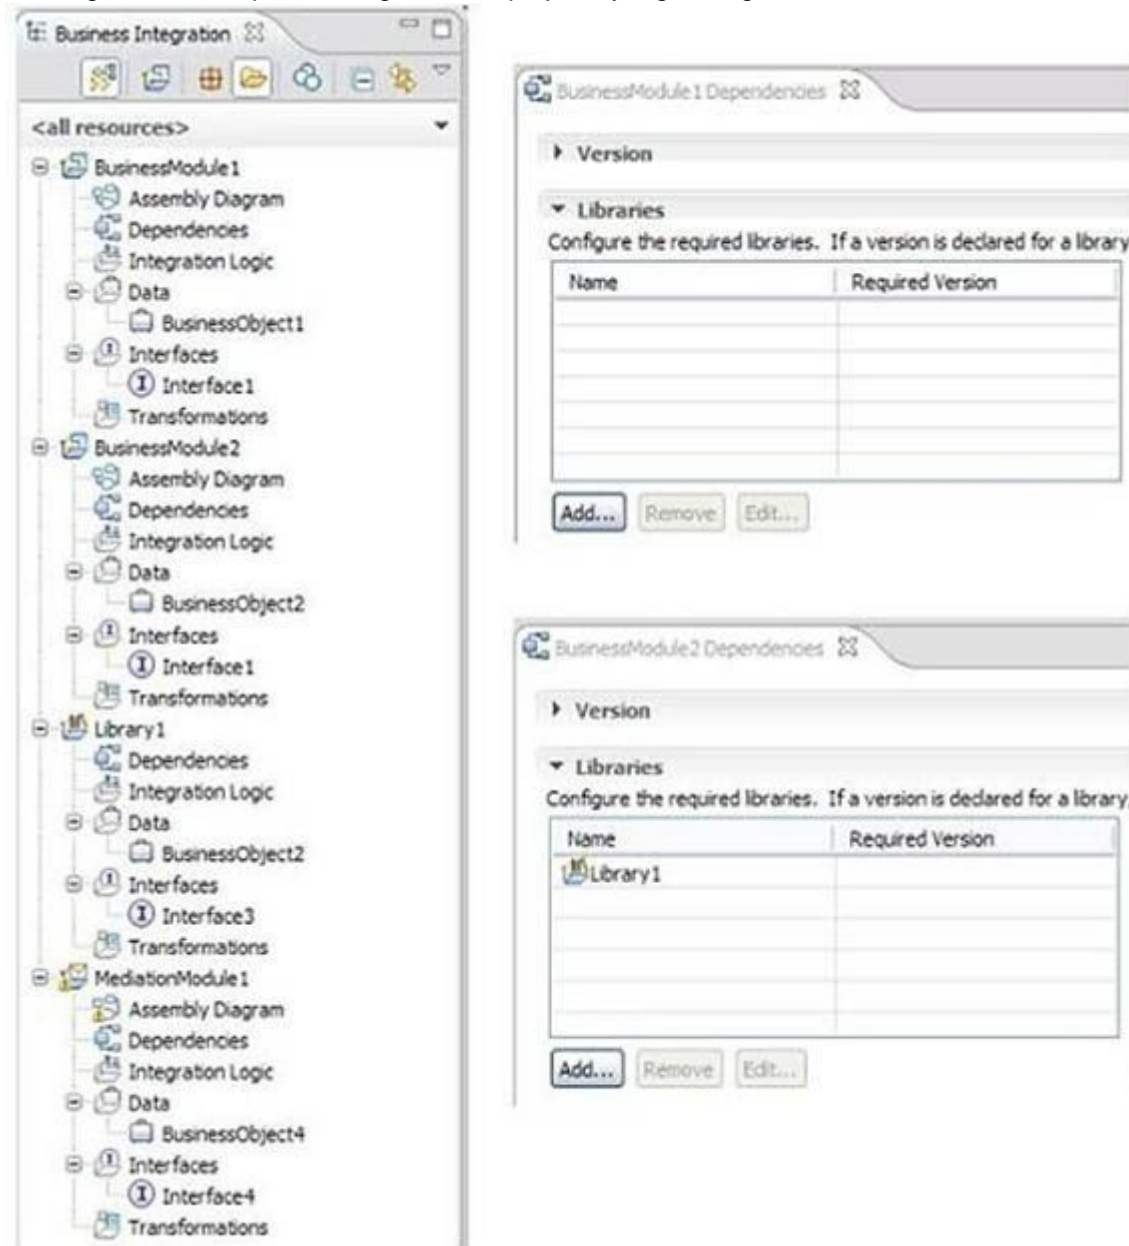 Business Integration
<all resources>
BusinessModule1
Assembly Diagram
Dependencies
Integration Logic
Data
BusinessObject1
Interfaces
Interface1
Transformations
BusinessModule2
Assembly Diagram
Dependencies
Integration Logic
Data
BusinessObject2
Interfaces
Interface1
Transformations
Library1
Dependencies
Integration Logic
Data
BusinessObject2
Interfaces
Interface3
Transformations
MediationModule1
Assembly Diagram
Dependencies
Integration Logic
Data
BusinessObject4
Interfaces
Interface4
Transformations
BusinessModule1 Dependencies
Version
Libraries
Configure the required libraries. If a version is declared for a library
Name Required Version
Add... Remove Edit...
BusinessModule2 Dependencies
Version
Libraries
Configure the required libraries. If a version is declared for a library
Name Required Version
Library1
Add... Remove Edit...